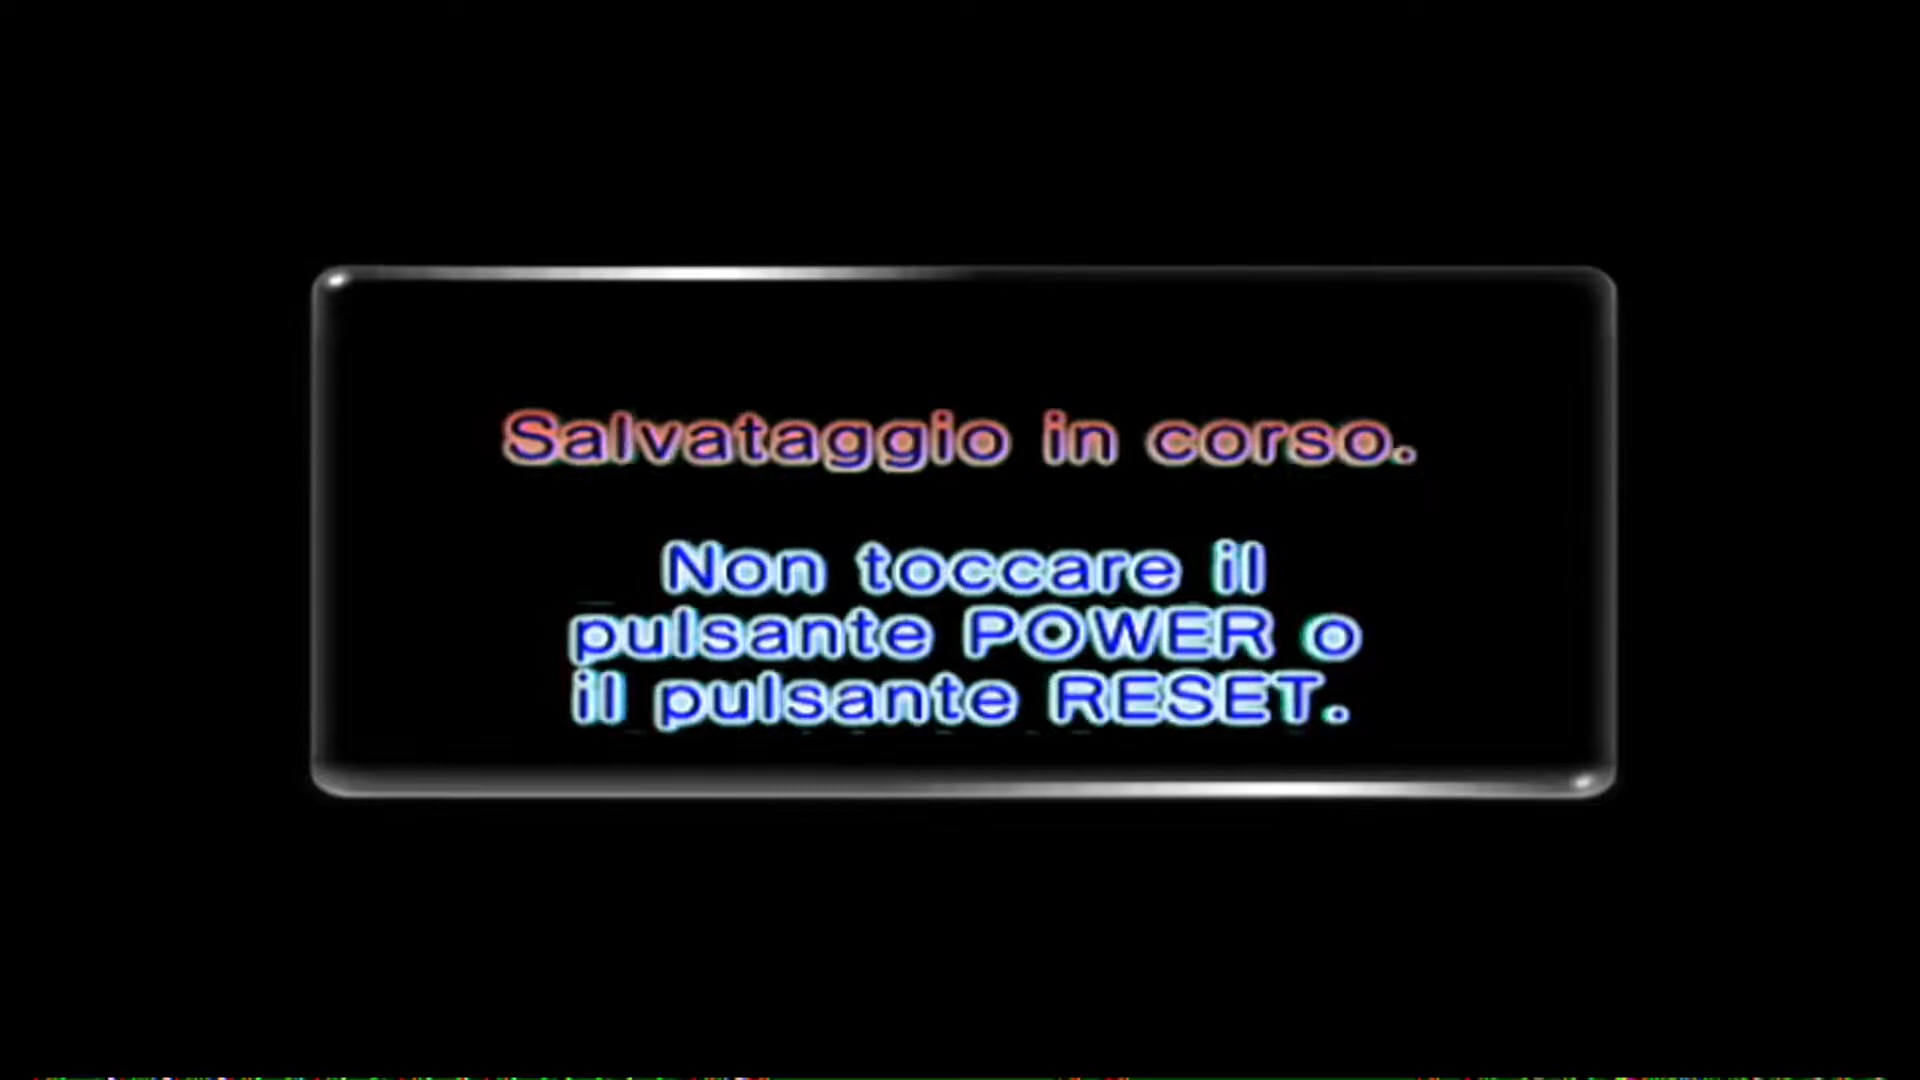 Salvataggio in corso.
Non toccare il
pulsante POWER o
il pulsante RESET.